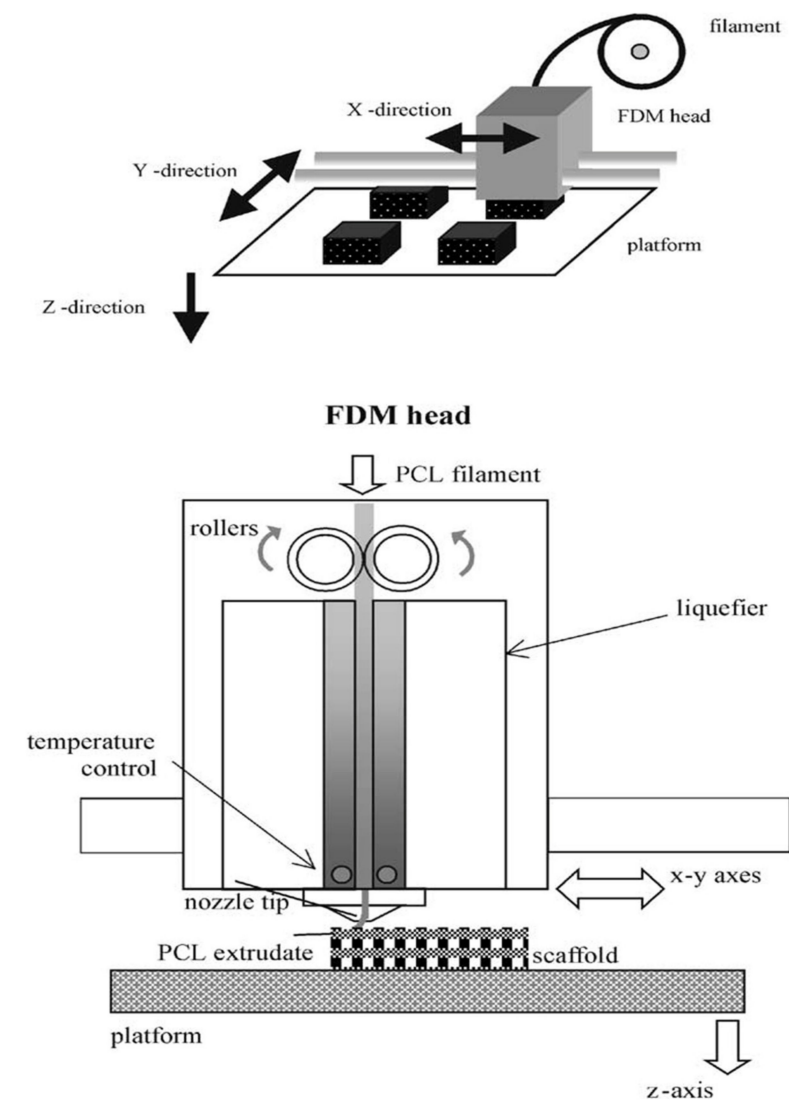 filament
X -direction
FDM head
Y -direction
platform
Z -direction
FDM head
PCL filament
rollers
liquefier
temperature
control
x-y axes
nozzle tip
PCL extrudate
scaffold
platform
z-axis